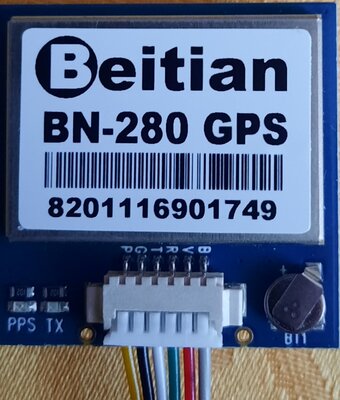 Beitian
BN-280 GPS
8201116901749
P G T R V B
PPS TX
BT1